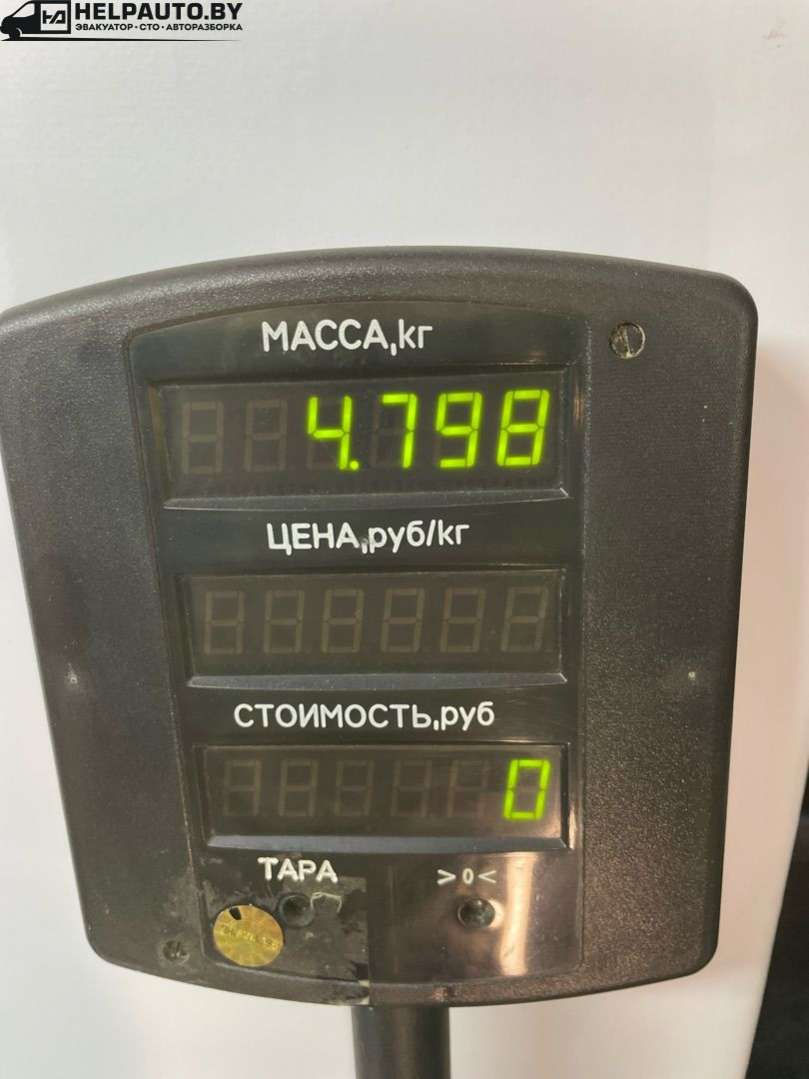 HELPAUTO.BY
ЭВАКУАТОР·СТО·АВТОРАЗБОРКА
МАССА,кг
4.798
ЦЕНА,руб/кг
СТОИМОСТЬ,руб
0
ТАРА >0<